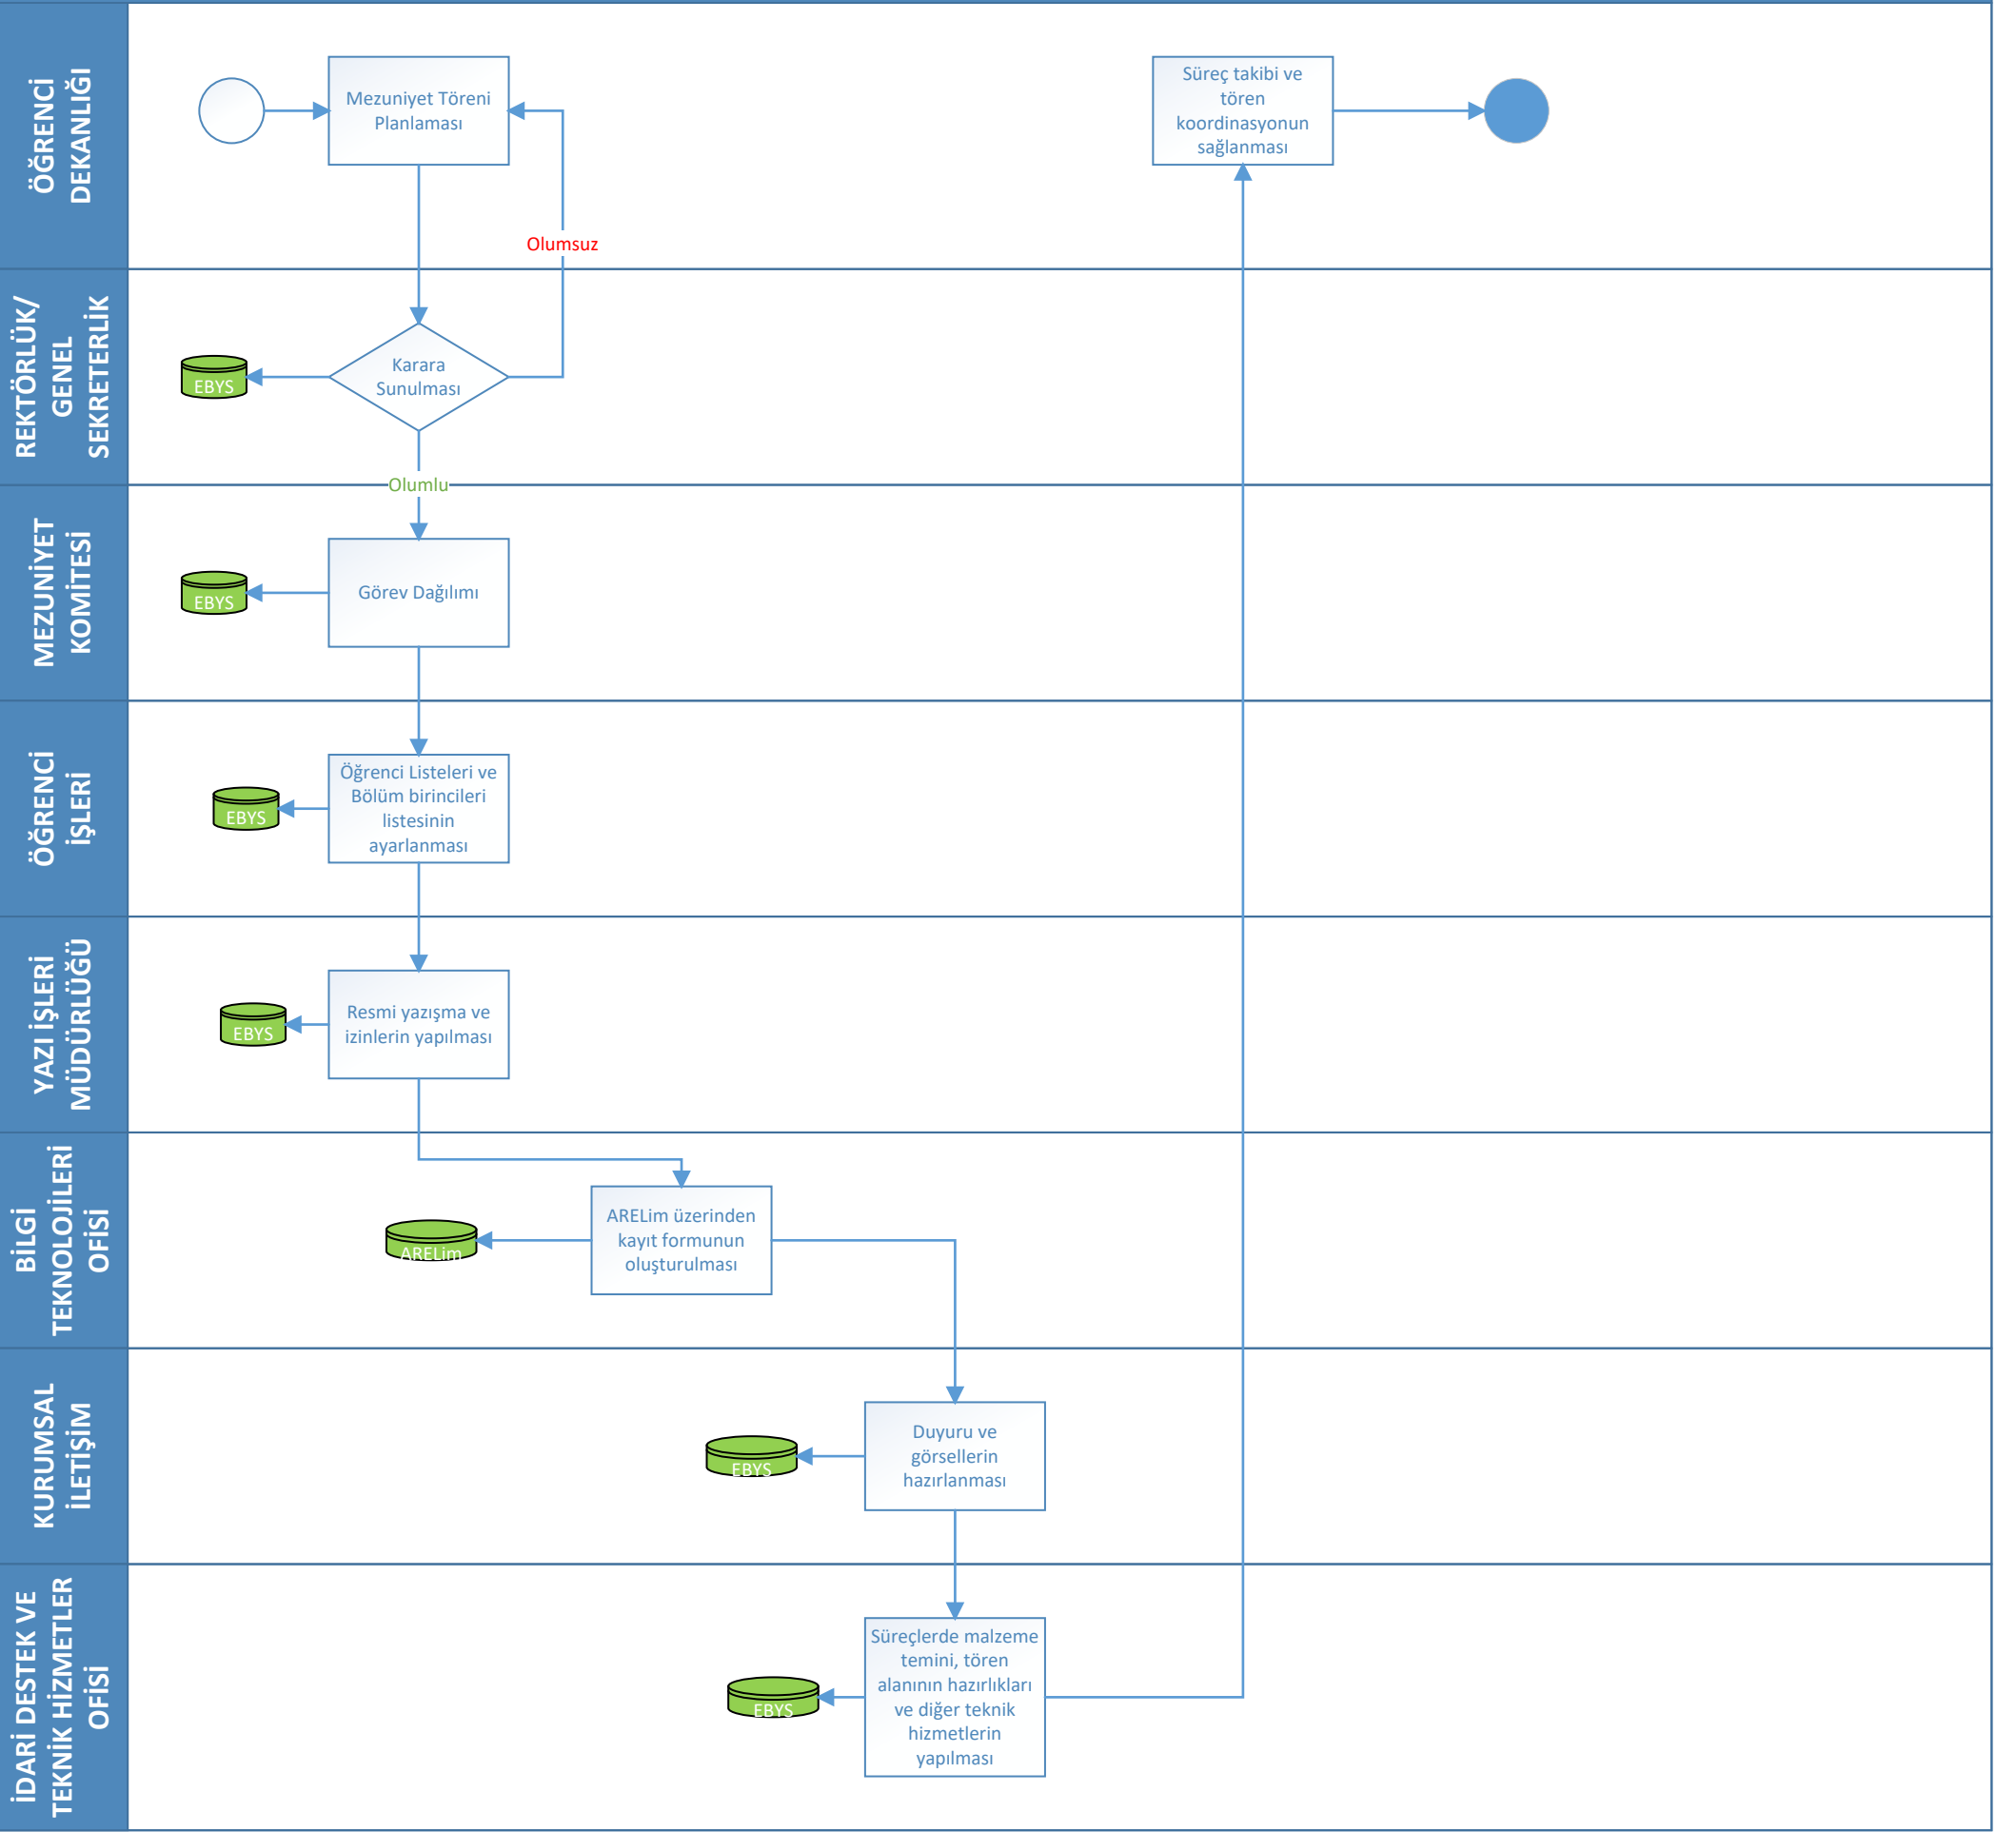 ÖĞRENCİ
DEKANLIĞI
Mezuniyet Töreni
Planlaması
Süreç takibi ve
tören
koordinasyonun
sağlanması
Olumsuz
REKTÖRLÜK/
GENEL
SEKRETERLİK
EBYS
Karara
Sunulması
Olumlu
MEZUNİYET
KOMİTESİ
EBYS
Görev Dağılımı
ÖĞRENCİ
İŞLERİ
EBYS
Öğrenci Listeleri ve
Bölüm birincileri
listesinin
ayarlanması
YAZI İŞLERİ
MÜDÜRLÜĞÜ
EBYS
Resmi yazışma ve
izinlerin yapılması
BİLGİ
TEKNOLOJİLERİ
OFİSİ
ARELim
ARELim üzerinden
kayıt formunun
oluşturulması
KURUMSAL
İLETİŞİM
EBYS
Duyuru ve
görsellerin
hazırlanması
İDARİ DESTEK VE
TEKNİK HİZMETLER
OFİSİ
EBYS
Süreçlerde malzeme
temini, tören
alanının hazırlıkları
ve diğer teknik
hizmetlerin
yapılması